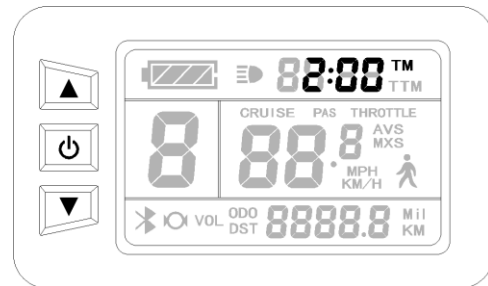 2:00 TM
TTM
CRUISE PAS THROTTLE
8 88.8 AVS
MXS
MPH
KM/H
VOL ODO 8888.8 Mil
DST KM